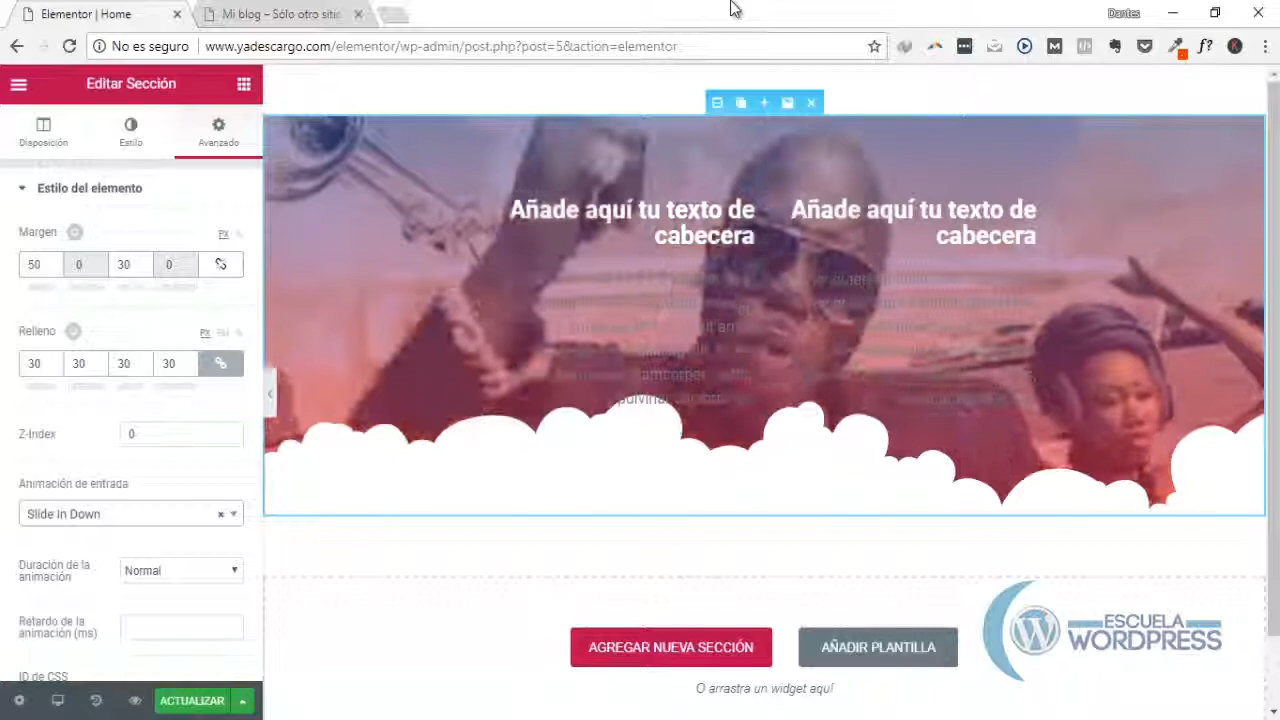 Elementor | Home
Mi blog – Sólo otro sitio
Dantes
No es seguro
www.yadescargo.com/elementor/wp-admin/post.php?post=5&action=elementor
Editar Sección
Disposición
Estilo
Avanzado
Estilo del elemento
Margen
PX
50
0
30
0
Relleno
PX
30
30
30
30
Z-Index
0
Animación de entrada
Slide In Down
Duración de la
animación
Normal
Retardo de la
animación (ms)
ID de CSS
ACTUALIZAR
Añade aquí tu texto de
cabecera
Añade aquí tu texto de
cabecera
AGREGAR NUEVA SECCIÓN
AÑADIR PLANTILLA
O arrastra un widget aquí
ESCUELA
WORDPRESS